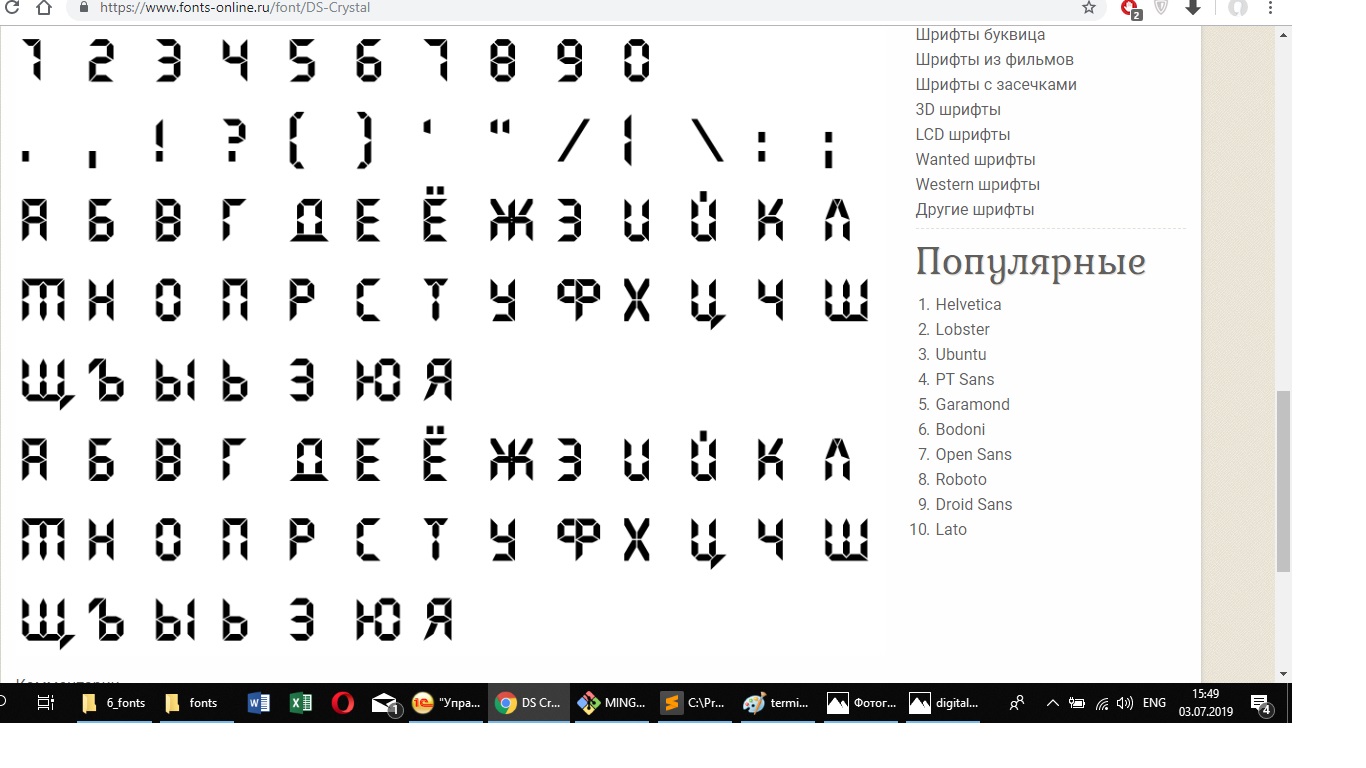 https://www.fonts-online.ru/font/DS-Crystal
2
1 2 3 4 5 6 7 8 9 0
. , ! ? ( ) ' " / | \ : ;
А Б В Г Д Е Ё Ж З И Й К Л
М Н О П Р С Т У Ф Х Ц Ч Ш
Щ Ъ Ы Ь Э Ю Я
А Б В Г Д Е Ё Ж З И Й К Л
М Н О П Р С Т У Ф Х Ц Ч Ш
Щ Ъ Ы Ь Э Ю Я
Шрифты буквица
Шрифты из фильмов
Шрифты с засечками
3D шрифты
LCD шрифты
Wanted шрифты
Western шрифты
Другие шрифты
Популярные
1. Helvetica
2. Lobster
3. Ubuntu
4. PT Sans
5. Garamond
6. Bodoni
7. Open Sans
8. Roboto
9. Droid Sans
10. Lato
6_fonts
fonts
1
"Упра...
DS Cr...
MING...
C:\Pr...
termi...
Фотог...
digital...
ENG
15:49
03.07.2019
4